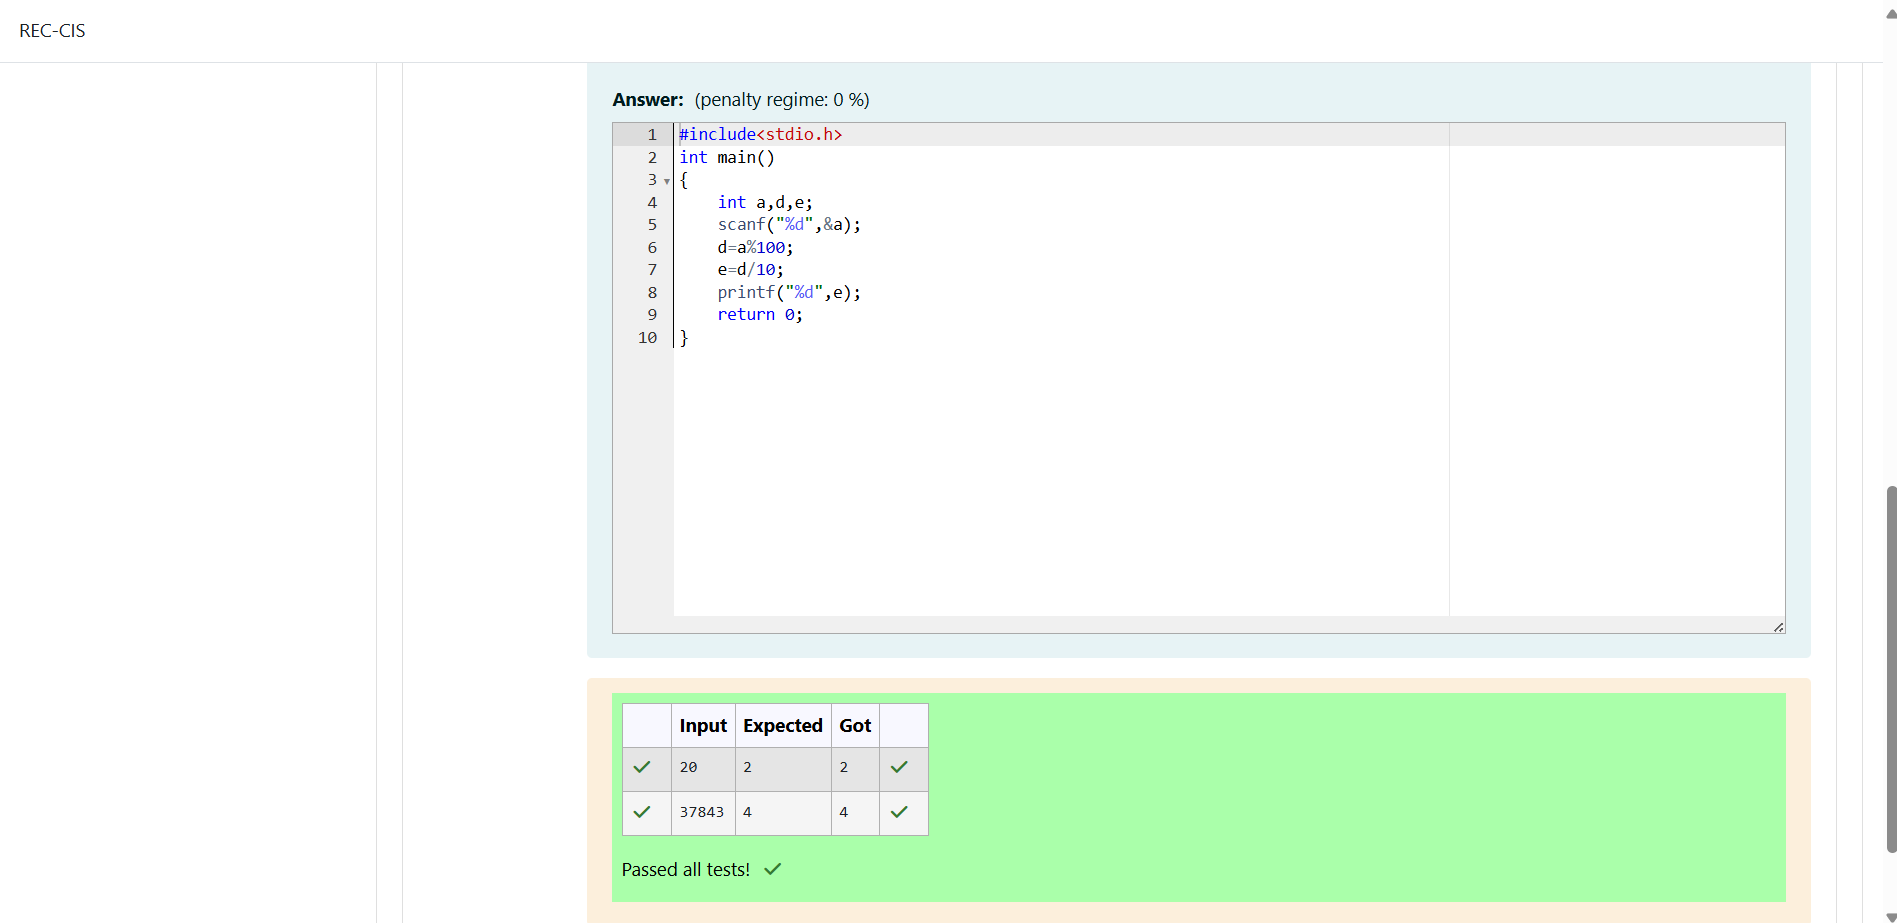 REC-CIS
Answer: (penalty regime: 0 %)
1 #include<stdio.h>
2 int main()
3 {
4     int a,d,e;
5     scanf("%d",&a);
6     d=a%100;
7     e=d/10;
8     printf("%d",e);
9     return 0;
10 }
Input Expected Got
20 2 2
37843 4 4
Passed all tests!